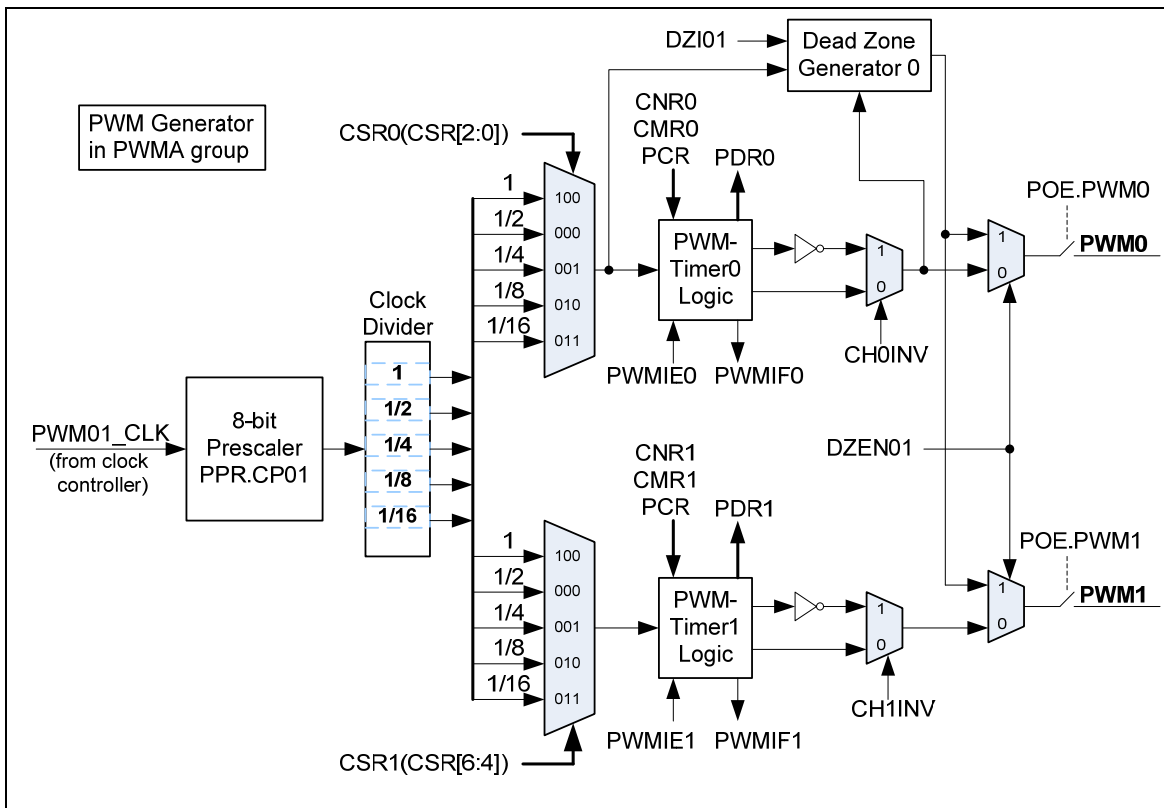 PWM Generator
in PWMA group
DZI01
Dead Zone
Generator 0
CSR0(CSR[2:0])
CNR0
CMR0
PCR
PDR0
1
1/2
1/4
1/8
1/16
100
000
001
010
011
PWM-
Timer0
Logic
1
0
PWMIE0
PWMIF0
CH0INV
1
0
POE.PWM0
PWM0
Clock
Divider
1
1/2
1/4
1/8
1/16
PWM01_CLK
(from clock
controller)
8-bit
Prescaler
PPR.CP01
DZEN01
CNR1
CMR1
PCR
PDR1
1
1/2
1/4
1/8
1/16
100
000
001
010
011
PWM-
Timer1
Logic
1
0
PWMIE1
PWMIF1
CH1INV
1
0
POE.PWM1
PWM1
CSR1(CSR[6:4])